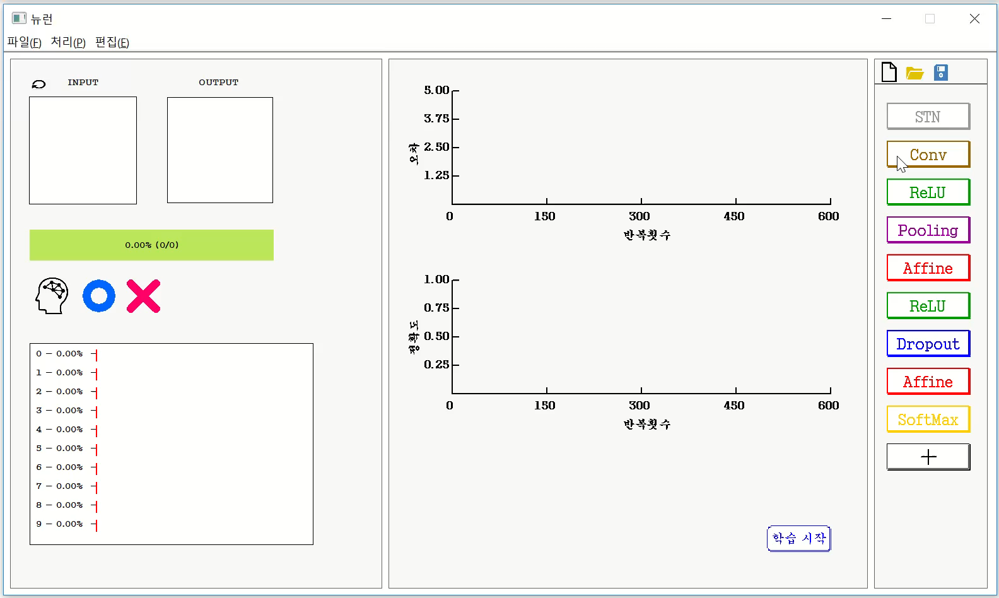 뉴런
파일(F) 처리(P) 편집(E)
INPUT OUTPUT
0.00% (0/0)
0 – 0.00%
1 – 0.00%
2 – 0.00%
3 – 0.00%
4 – 0.00%
5 – 0.00%
6 – 0.00%
7 – 0.00%
8 – 0.00%
9 – 0.00%
5.00
3.75
2.50
1.25
오차
0 150 300 450 600
반복횟수
1.00
0.75
0.50
0.25
정확도
0 150 300 450 600
반복횟수
학습 시작
STN
Conv
ReLU
Pooling
Affine
ReLU
Dropout
Affine
SoftMax
+